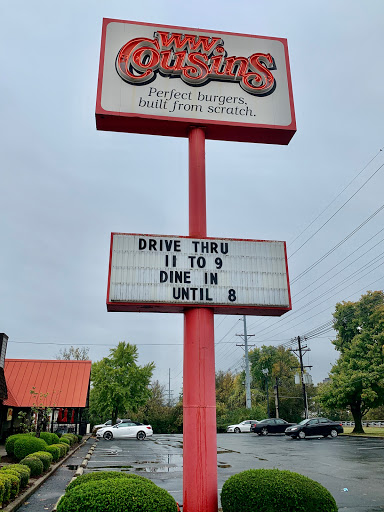 WW.
Cousins
Perfect burgers,
built from scratch.
DRIVE THRU
11 TO 9
DINE IN
UNTIL 8